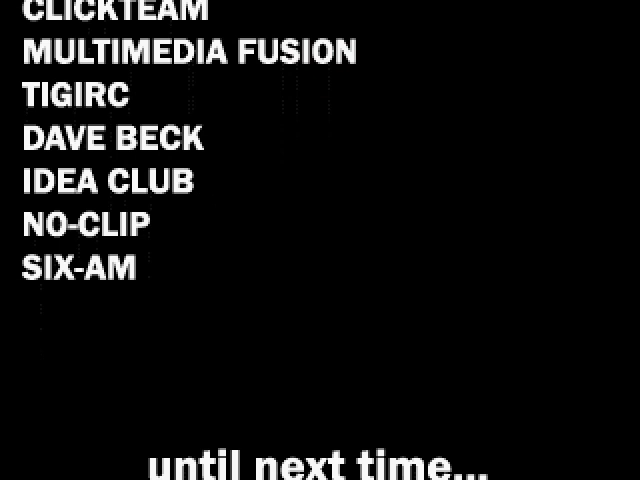 CLICKTEAM
MULTIMEDIA FUSION
TIGIRC
DAVE BECK
IDEA CLUB
NO-CLIP
SIX-AM
until next time...